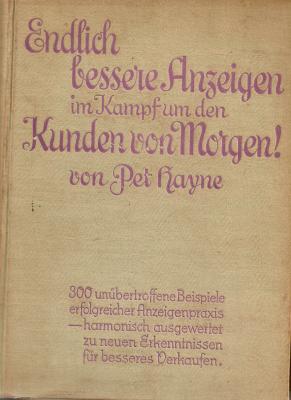 Endlich
bessere Anzeigen
im Kampf um den
Kunden von Morgen!
von Pet Hayne
300 unübertroffene Beispiele
erfolgreicher Anzeigenpraxis
—harmonisch ausgewertet
zu neuen Erkenntnissen
für besseres Verkaufen.